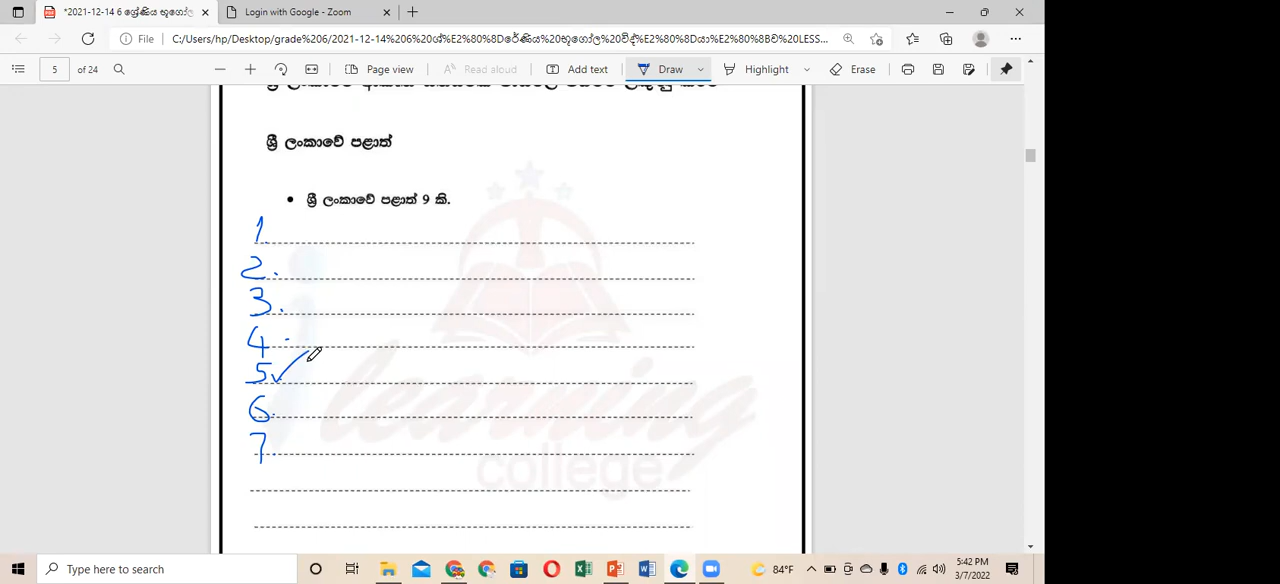 *2021-12-14 6 ශ්‍රේණිය භූගෝල
Login with Google - Zoom
File
C:/Users/hp/Desktop/grade%206/2021-12-14%206%20ශ්%E2%80%8Dරේණිය%20භූගෝල%20විද්%E2%80%8Dයා%E2%80%8Bව%20LESS...
5 of 24
Page view
Read aloud
Add text
Draw
Highlight
Erase
ශ්‍රී ලංකාවේ පළාත්
• ශ්‍රී ලංකාවේ පළාත් 9 කි.
1.
2.
3.
4.
5
6.
7.
i learning
college
Type here to search
84°F
5:42 PM
3/7/2022